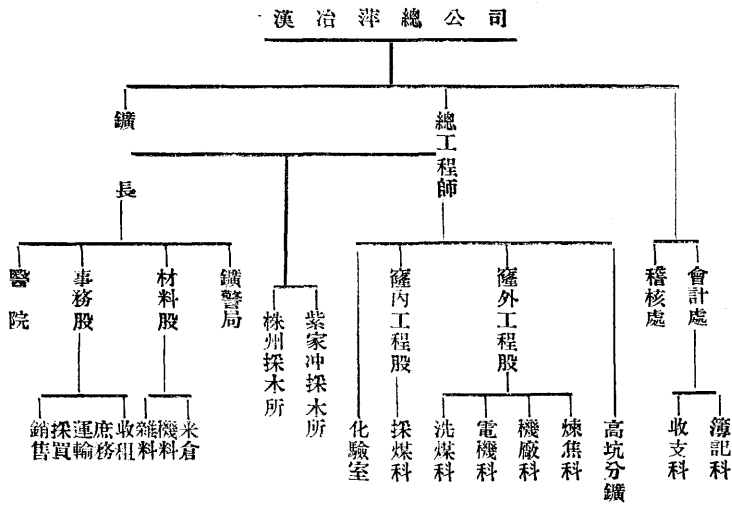 漢冶萍總公司
鑛長
總工程師
稽核處
會計處
醫院
事務股
材料股
鑛警局
株州採木所
紫家冲採木所
窿內工程股
窿外工程股
銷售
採買
運輸
庶務
收租
雜料
機料
米倉
化驗室
採煤科
洗煤科
電機科
機廠科
煉焦科
高坑分鑛
收支科
簿記科